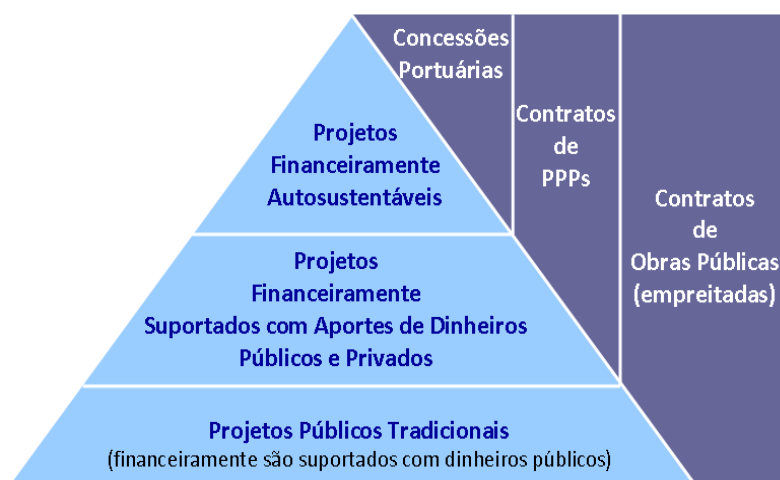 Concessões
Portuárias
Contratos
de
PPPs
Contratos
de
Obras Públicas
(empreitadas)
Projetos
Financeiramente
Autosustentáveis
Projetos
Financeiramente
Suportados com Aportes de Dinheiros
Públicos e Privados
Projetos Públicos Tradicionais
(financeiramente são suportados com dinheiros públicos)